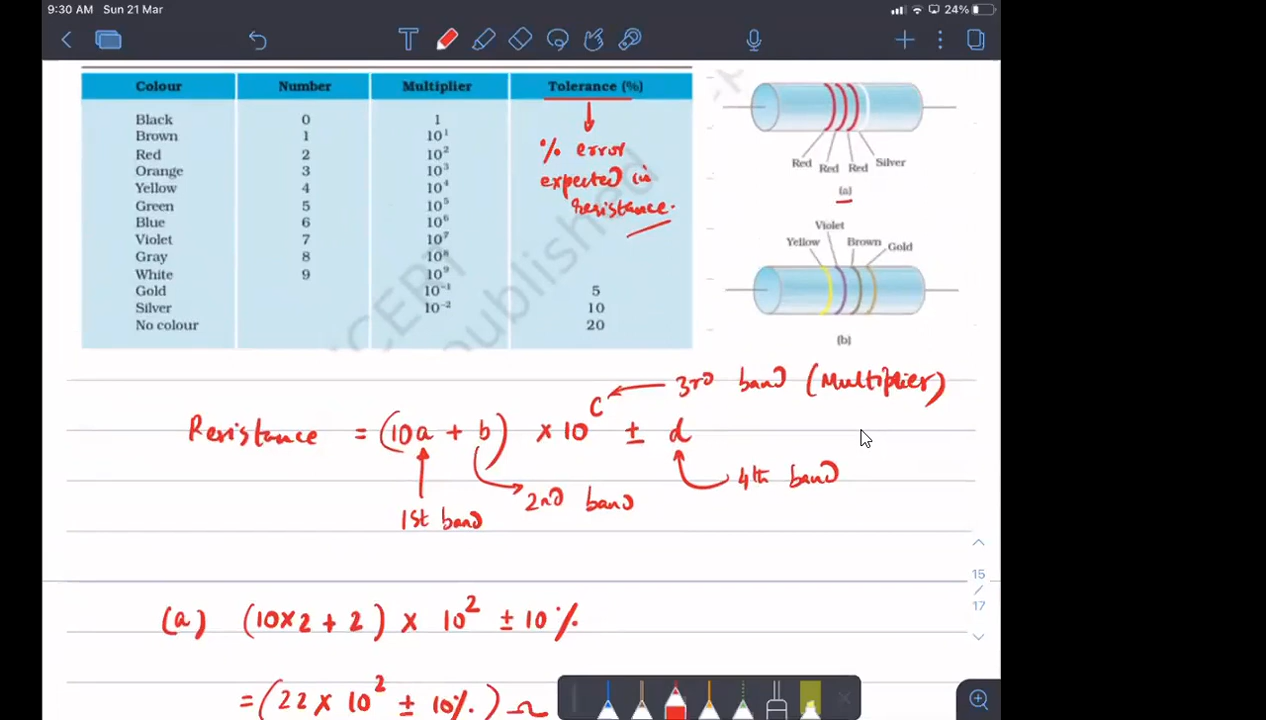 9:30 AM Sun 21 Mar 24%
Colour Number Multiplier Tolerance (%)
Black 0 1
Brown 1 10¹
Red 2 10²
Orange 3 10³
Yellow 4 10⁴
Green 5 10⁵
Blue 6 10⁶
Violet 7 10⁷
Gray 8 10⁸
White 9 10⁹
Gold 10⁻¹ 5
Silver 10⁻² 10
No colour 20
% error
expected in
Resistance.
NCERT
published
Red Red Red Silver
(a)
Violet
Yellow Brown Gold
(b)
3rd band (Multiplier)
Resistance = (10a + b) × 10^c ± d
4th band
2nd band
1st band
15
/
17
(a) (10×2 + 2) × 10² ± 10%
= (22 × 10² ± 10%.) Ω